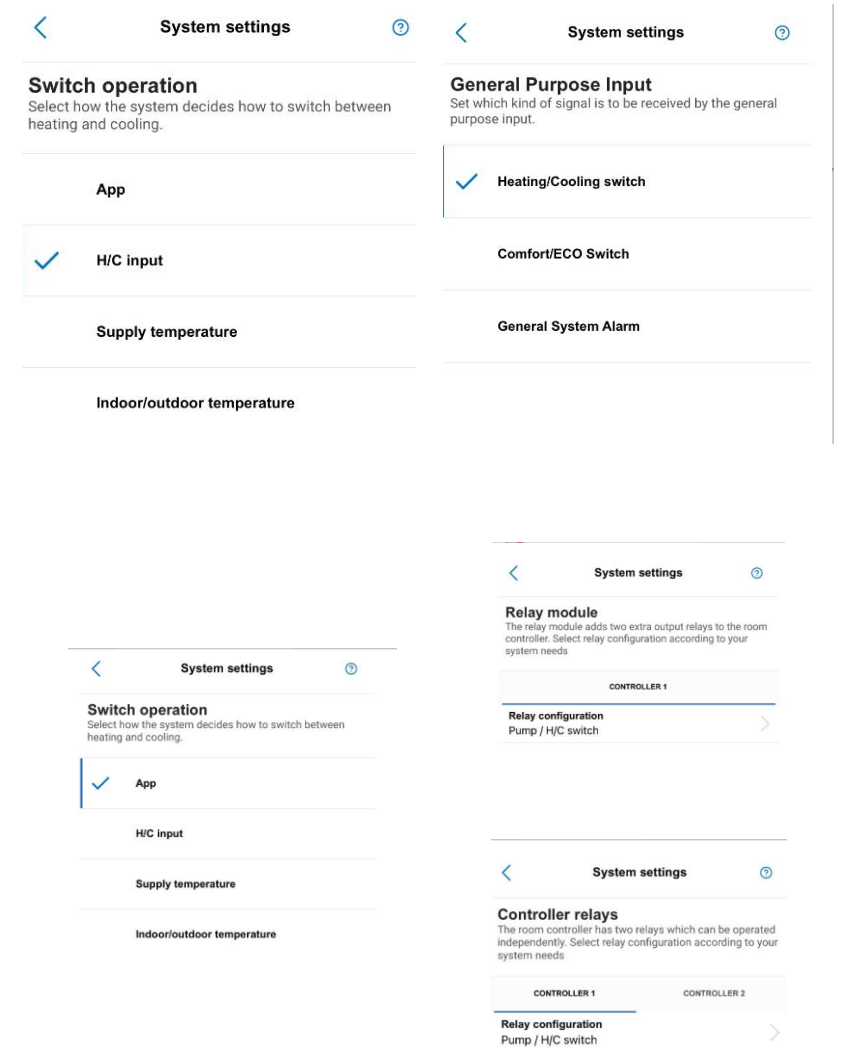 System settings
Switch operation
Select how the system decides how to switch between
heating and cooling.
App
H/C input
Supply temperature
Indoor/outdoor temperature
System settings
General Purpose Input
Set which kind of signal is to be received by the general
purpose input.
Heating/Cooling switch
Comfort/ECO Switch
General System Alarm
System settings
Switch operation
Select how the system decides how to switch between
heating and cooling.
App
H/C input
Supply temperature
Indoor/outdoor temperature
System settings
Relay module
The relay module adds two extra output relays to the room
controller. Select relay configuration according to your
system needs
CONTROLLER 1
Relay configuration
Pump / H/C switch
System settings
Controller relays
The room controller has two relays which can be operated
independently. Select relay configuration according to your
system needs
CONTROLLER 1 CONTROLLER 2
Relay configuration
Pump / H/C switch